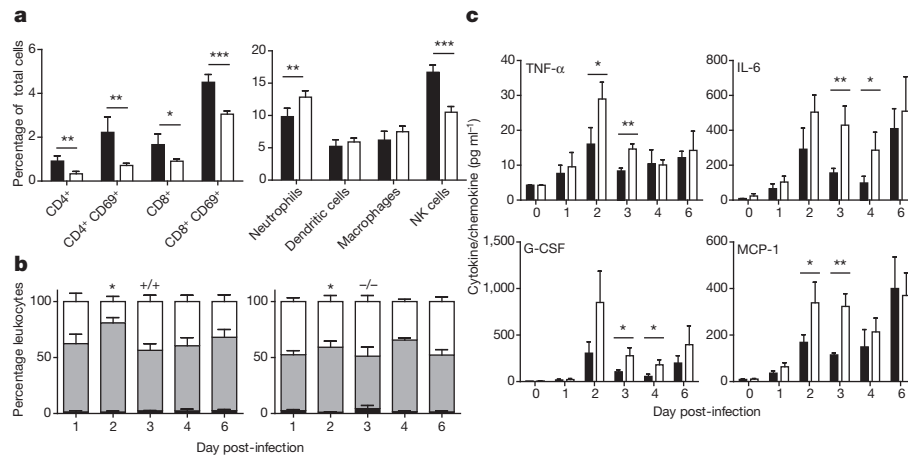 a
Percentage of total cells
6
4
2
0
**
**
*
***
CD4⁺
CD4⁺ CD69⁺
CD8⁺
CD8⁺ CD69⁺
20
15
10
5
0
**
***
Neutrophils
Dendritic cells
Macrophages
NK cells
b
Percentage leukocytes
100
50
0
*
+/+
1 2 3 4 6
100
50
0
*
−/−
1 2 3 4 6
Day post-infection
c
Cytokine/chemokine (pg ml⁻¹)
TNF-α
40
30
20
10
0
*
**
0 1 2 3 4 6
IL-6
800
600
400
200
0
**
*
0 1 2 3 4 6
G-CSF
1,500
1,000
500
0
*
*
0 1 2 3 4 6
MCP-1
600
400
200
0
*
**
0 1 2 3 4 6
Day post-infection